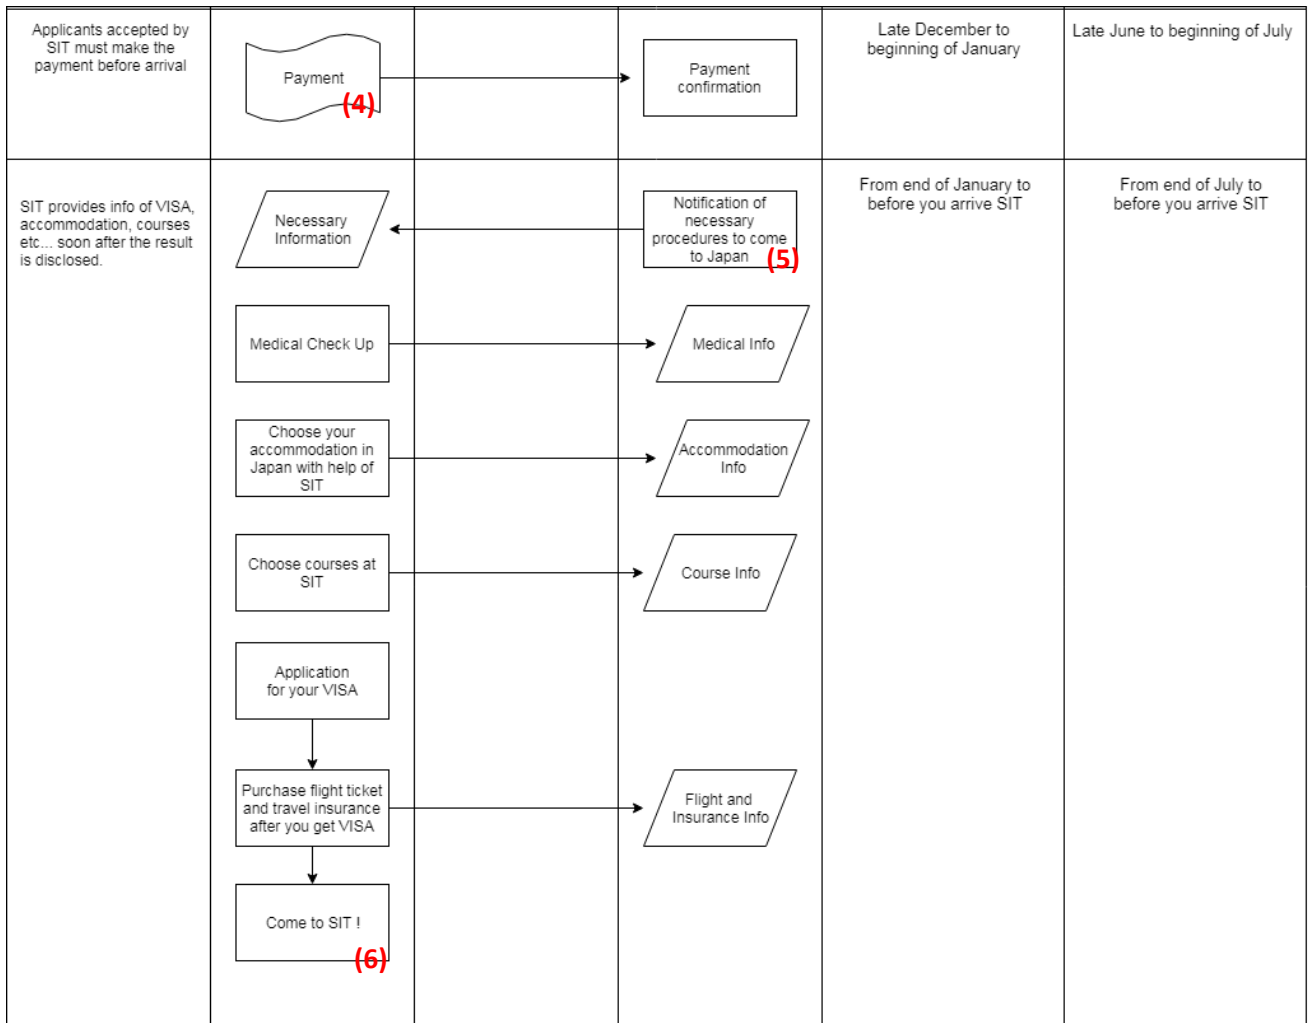 Applicants accepted by
SIT must make the
payment before arrival
Payment
(4)
Payment
confirmation
Late December to
beginning of January
Late June to beginning of July
SIT provides info of VISA,
accommodation, courses
etc... soon after the result
is disclosed.
Necessary
Information
Notification of
necessary
procedures to come
to Japan
(5)
From end of January to
before you arrive SIT
From end of July to
before you arrive SIT
Medical Check Up
Medical Info
Choose your
accommodation in
Japan with help of
SIT
Accommodation
Info
Choose courses at
SIT
Course Info
Application
for your VISA
Purchase flight ticket
and travel insurance
after you get VISA
Flight and
Insurance Info
Come to SIT !
(6)